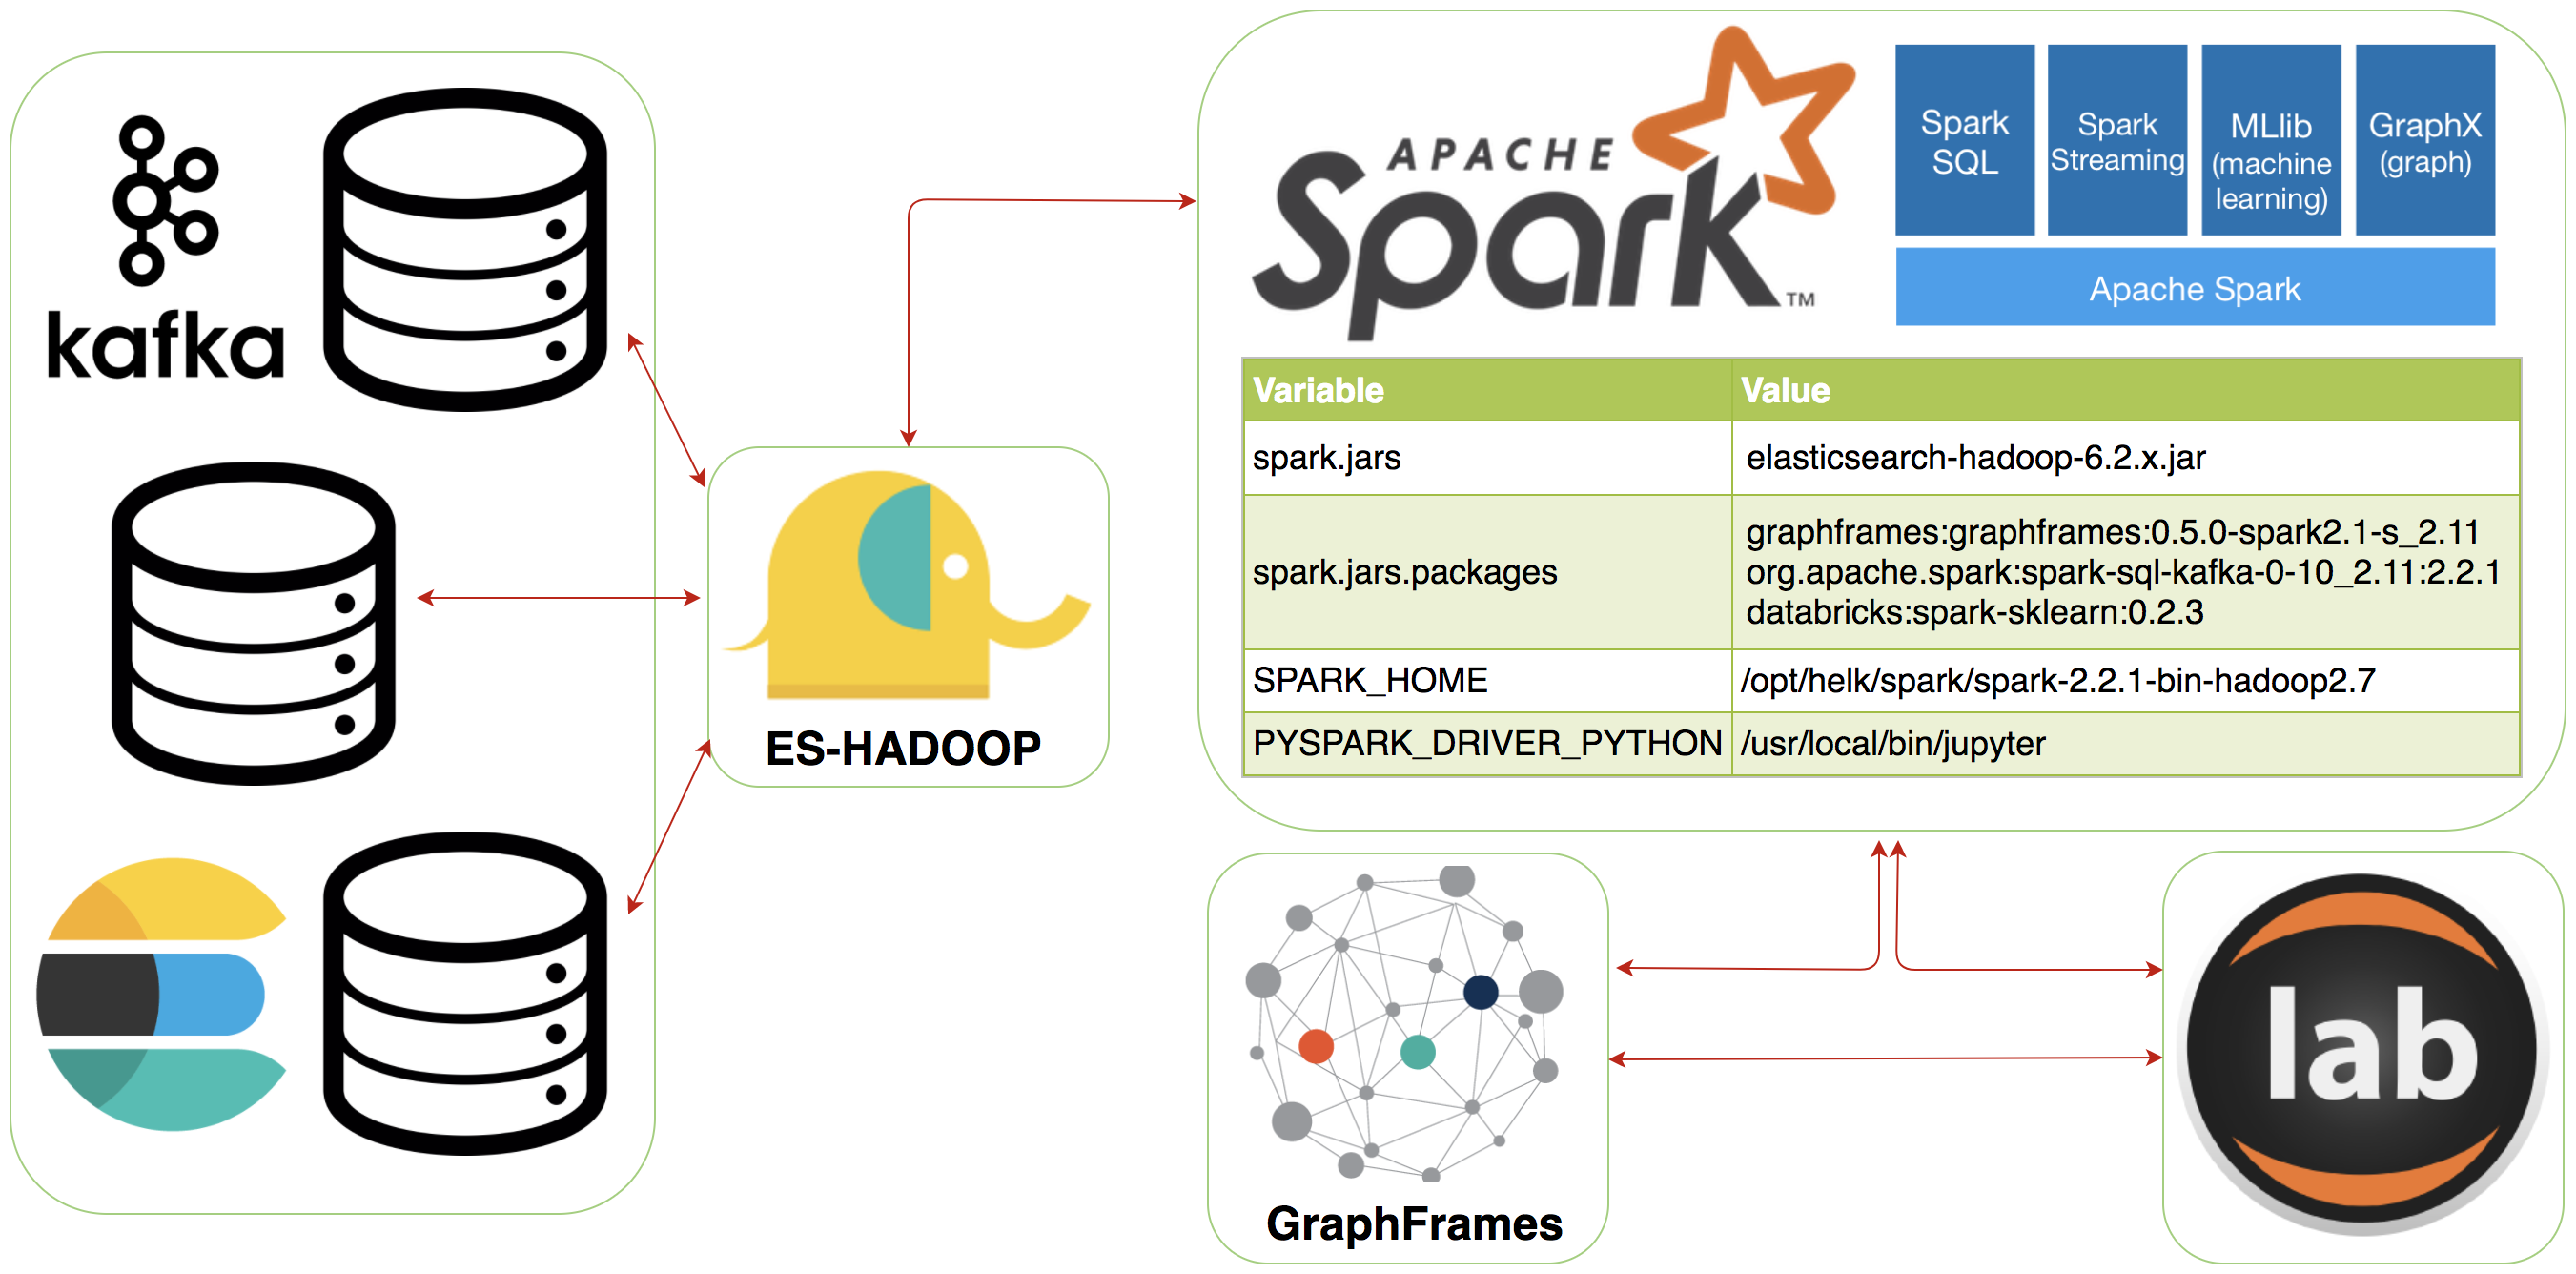 kafka
ES-HADOOP
APACHE
Spark™
Spark
SQL
Spark
Streaming
MLlib
(machine
learning)
GraphX
(graph)
Apache Spark
Variable Value
spark.jars elasticsearch-hadoop-6.2.x.jar
spark.jars.packages graphframes:graphframes:0.5.0-spark2.1-s_2.11
org.apache.spark:spark-sql-kafka-0-10_2.11:2.2.1
databricks:spark-sklearn:0.2.3
SPARK_HOME /opt/helk/spark/spark-2.2.1-bin-hadoop2.7
PYSPARK_DRIVER_PYTHON /usr/local/bin/jupyter
GraphFrames
lab